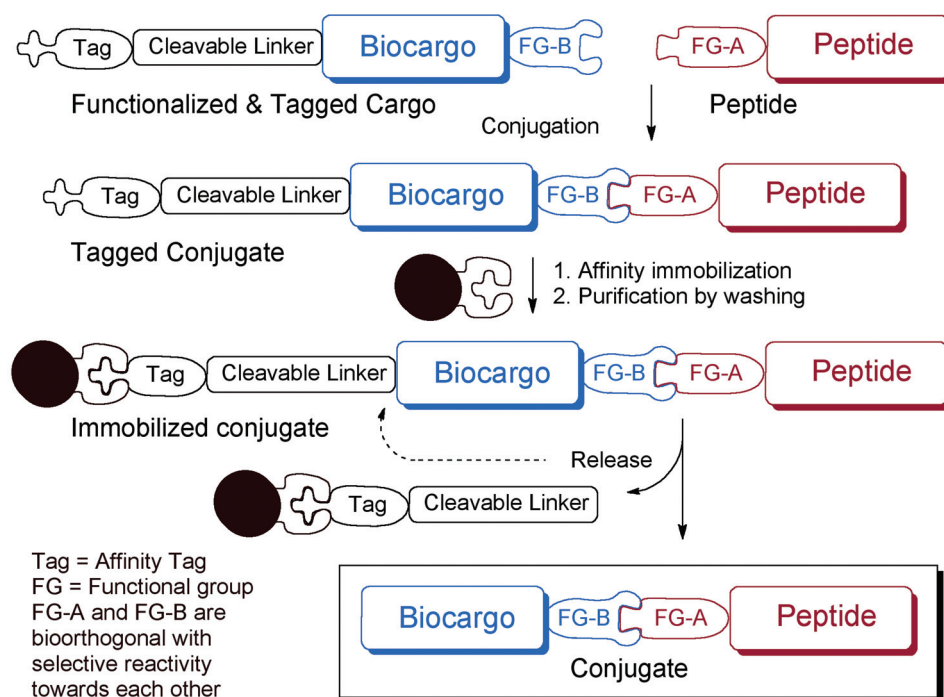 Tag Cleavable Linker Biocargo FG-B FG-A Peptide
Functionalized & Tagged Cargo Peptide
Conjugation
Tag Cleavable Linker Biocargo FG-B FG-A Peptide
Tagged Conjugate
1. Affinity immobilization
2. Purification by washing
Tag Cleavable Linker Biocargo FG-B FG-A Peptide
Immobilized conjugate
Release
Tag Cleavable Linker
Tag = Affinity Tag
FG = Functional group
FG-A and FG-B are
bioorthogonal with
selective reactivity
towards each other
Biocargo FG-B FG-A Peptide
Conjugate